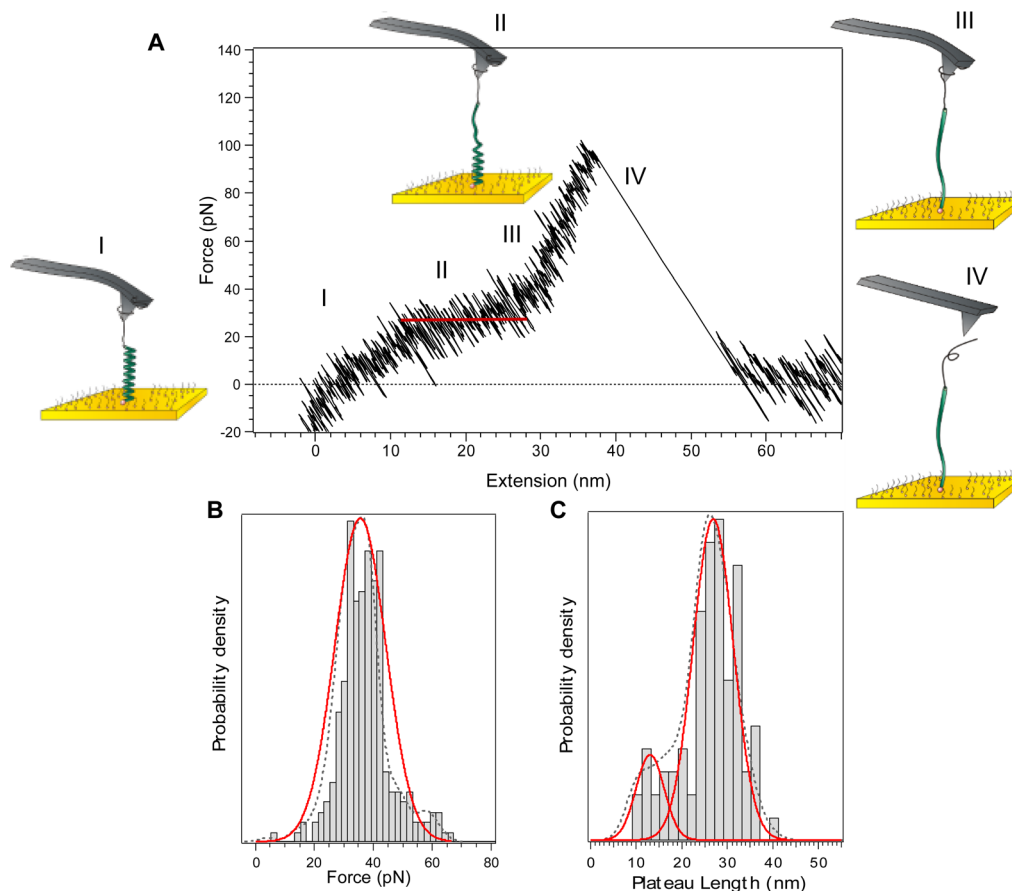 A
II
III
140
120
100
80
60
40
20
0
-20
Force (pN)
I
II
III
IV
0
10
20
30
40
50
60
Extension (nm)
I
IV
B
Probability density
0
20
40
60
80
Force (pN)
C
Probability density
0
10
20
30
40
50
Plateau Length (nm)